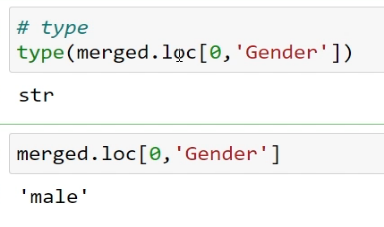 # type
type(merged.loc[0,'Gender'])
str
merged.loc[0,'Gender']
'male'